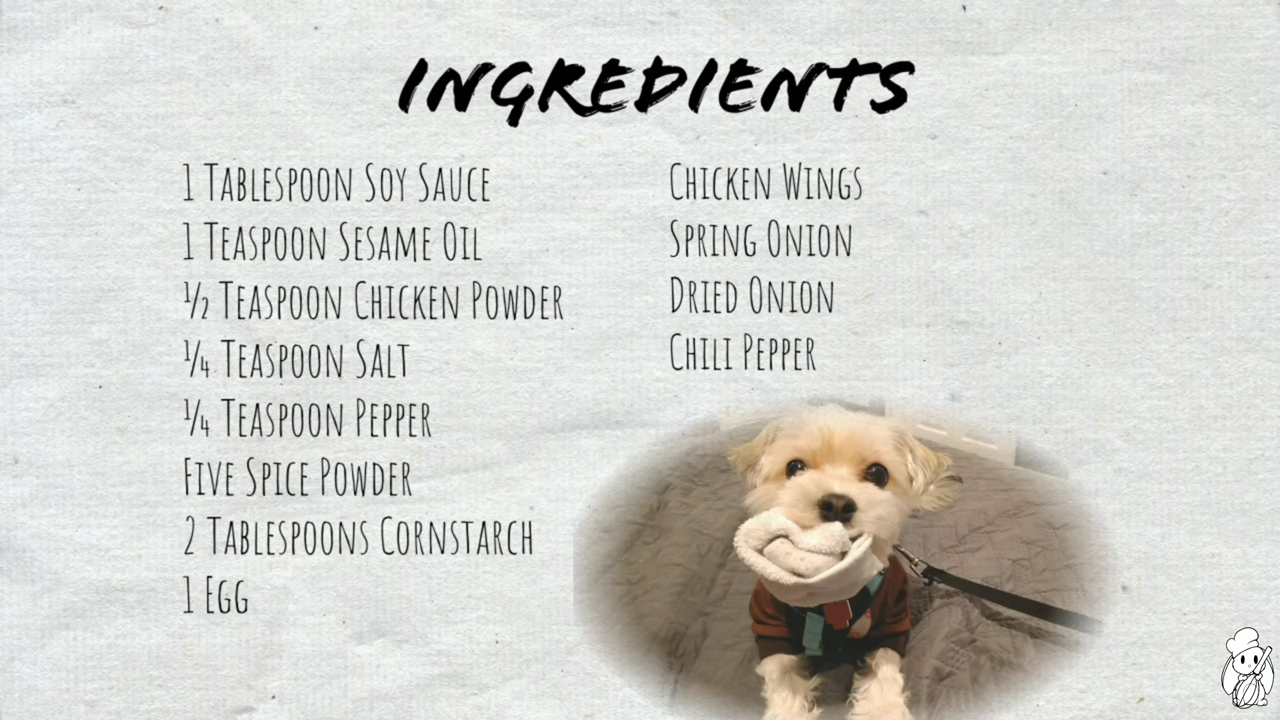 INGREDIENTS
1 TABLESPOON SOY SAUCE
1 TEASPOON SESAME OIL
½ TEASPOON CHICKEN POWDER
¼ TEASPOON SALT
¼ TEASPOON PEPPER
FIVE SPICE POWDER
2 TABLESPOONS CORNSTARCH
1 EGG
CHICKEN WINGS
SPRING ONION
DRIED ONION
CHILI PEPPER